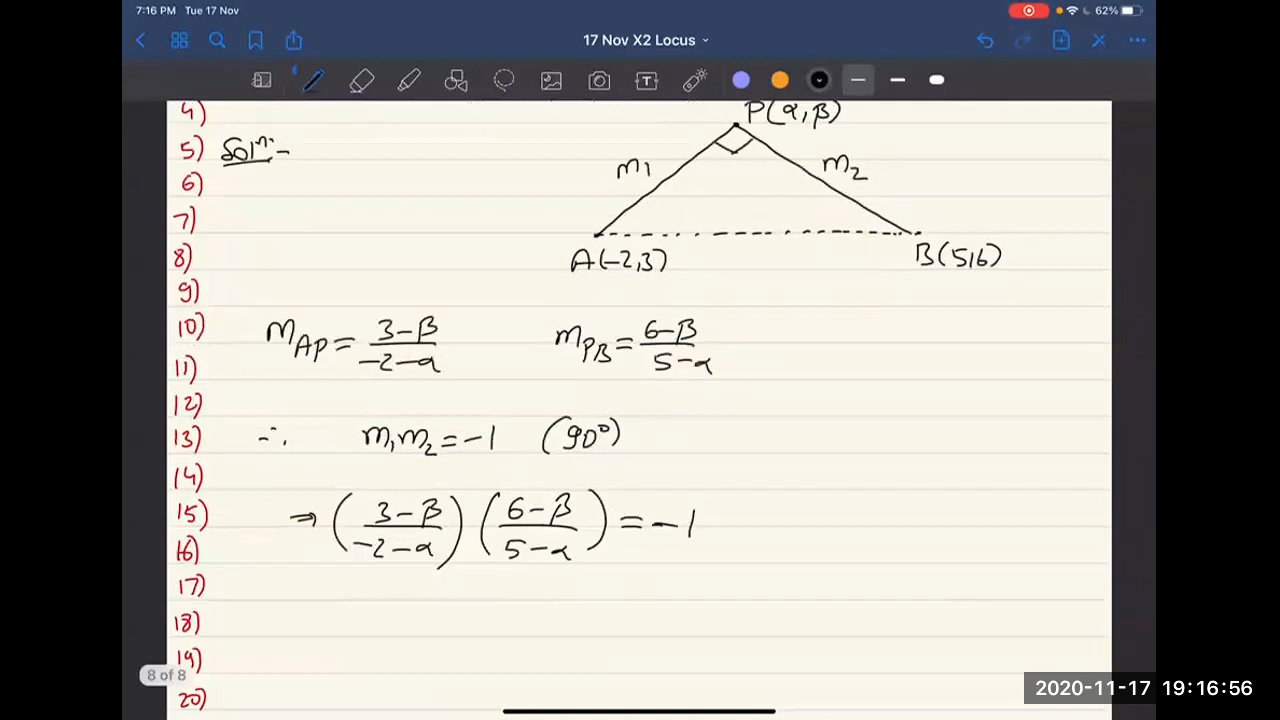 7:16 PM Tue 17 Nov
62%
17 Nov X2 Locus
4)
P(α,β)
5) Solⁿ:-
m1
m2
6)
7)
8)
A(-2,3)
B(5,6)
9)
10)
m_AP = (3-β)/(-2-α)
m_PB = (6-β)/(5-α)
11)
12)
13) ∴ m1m2 = -1 (90°)
14)
15) ⇒ ((3-β)/(-2-α)) ((6-β)/(5-α)) = -1
16)
17)
18)
19)
8 of 8
20)
2020-11-17 19:16:56